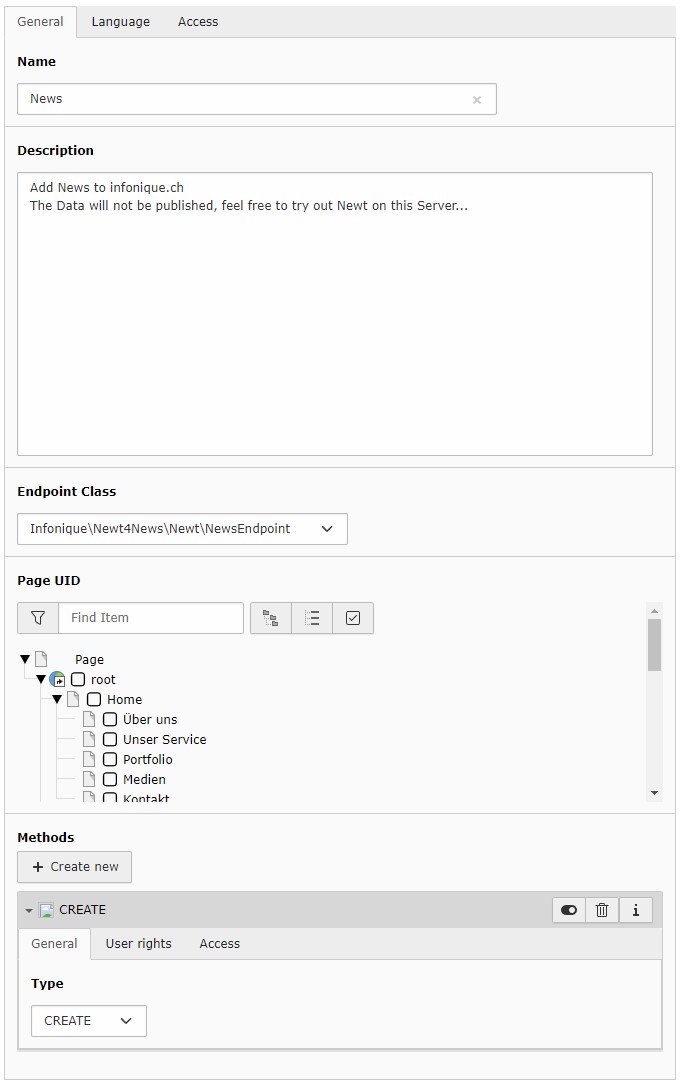 General Language Access
Name
News
Description
Add News to infonique.ch
The Data will not be published, feel free to try out Newt on this Server...
Endpoint Class
Infonique\Newt4News\Newt\NewsEndpoint
Page UID
Find Item
Page
root
Home
Über uns
Unser Service
Portfolio
Medien
Kontakt
Methods
+ Create new
CREATE
General User rights Access
Type
CREATE